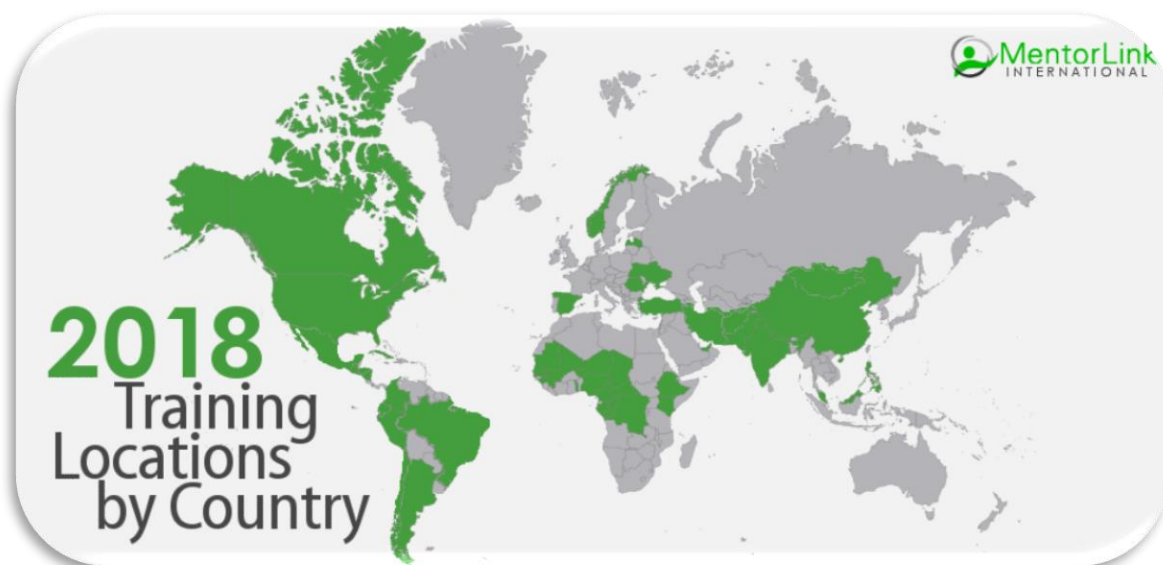 MentorLink
INTERNATIONAL
2018
Training
Locations
by Country